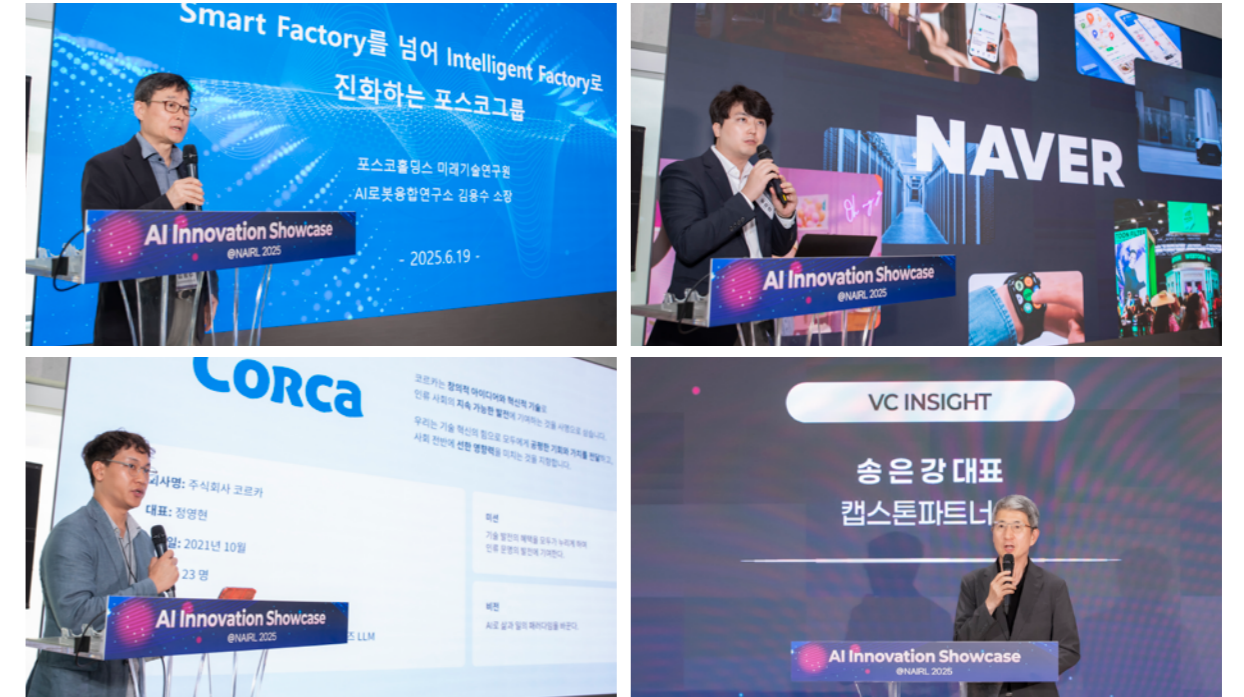 Smart Factory를 넘어 Intelligent Factory로
진화하는 포스코그룹
포스코홀딩스 미래기술연구원
AI로봇융합연구소 김용수 소장
- 2025.6.19 -
AI Innovation Showcase
@NAIRL 2025
NAVER
AI Innovation Showcase
@NAIRL 2025
CORCA
코르카는 창의적 아이디어와 혁신적 기술로
인류 사회의 지속 가능한 발전에 기여하는 것을 사명으로 삼습니다.
우리는 기술 혁신의 힘으로 모두에게 공평한 기회와 가치를 전달하고,
사회 전반에 선한 영향력을 미치는 것을 지향합니다.
회사명: 주식회사 코르카
대표: 정영현
일: 2021년 10월
23 명
LLM
미션
기술 발전의 혜택을 모두가 누리게 하여
인류 문명의 발전에 기여한다.
비전
AI로 삶과 일의 패러다임을 바꾼다.
AI Innovation Showcase
@NAIRL 2025
VC INSIGHT
송은강 대표
캡스톤파트너
AI Innovation Showcase
@NAIRL 2025